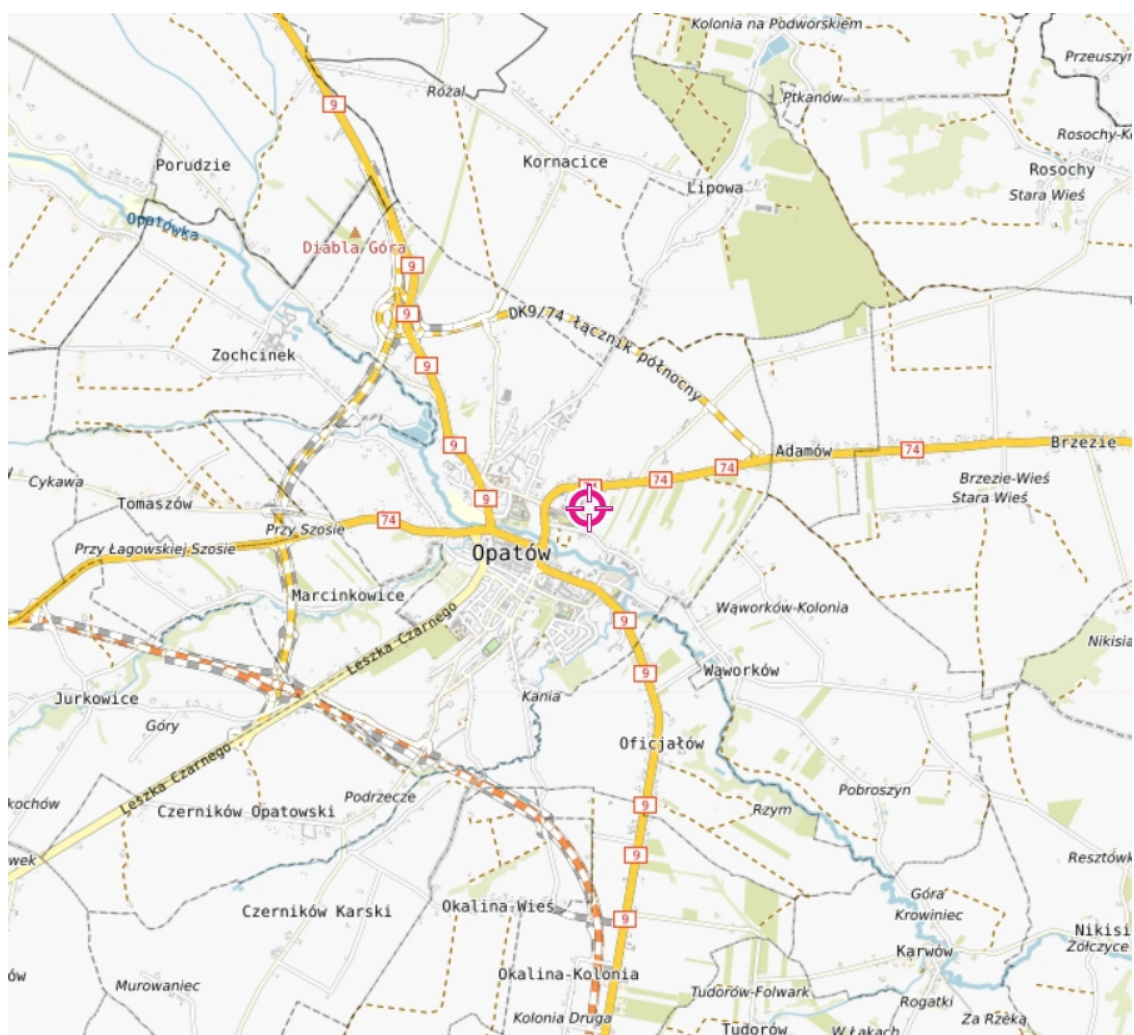 Kolonia na Podworskiem
Przeuszyn
9
Różal
Ptkanów
Rosochy-Ko
Porudzie
Kornacice
Rosochy
Lipowa
Stara Wieś
Opatówka
Diabla Góra
9
9
DK9/74 Łącznik północny
Zochcinek
9
9
Adamów
74
Brzezie
74
74
Cykawa
Brzezie-Wieś
9
Stara Wieś
Tomaszów
74
Przy Szosie
Przy Łagowskiej Szosie
Opatów
Marcinkowice
Wąworków-Kolonia
9
Leszka Czarnego
Nikisia
9
Wąworków
Jurkowice
Kania
Góry
Oficjałów
Leszka Czarnego
Pobroszyn
kochów
Podrzecze
9
Rzym
Czerników Opatowski
9
Resztówk
wek
Góra
Okalina-Wieś
Czerników Karski
9
Krowiniec
Nikisi
Żółczyce
Karwów
ów
Okalina-Kolonia
Murowaniec
Tudorów-Folwark
Rogatki
Kolonia Druga
Za Rzeką
Tudorów
W Łąkach